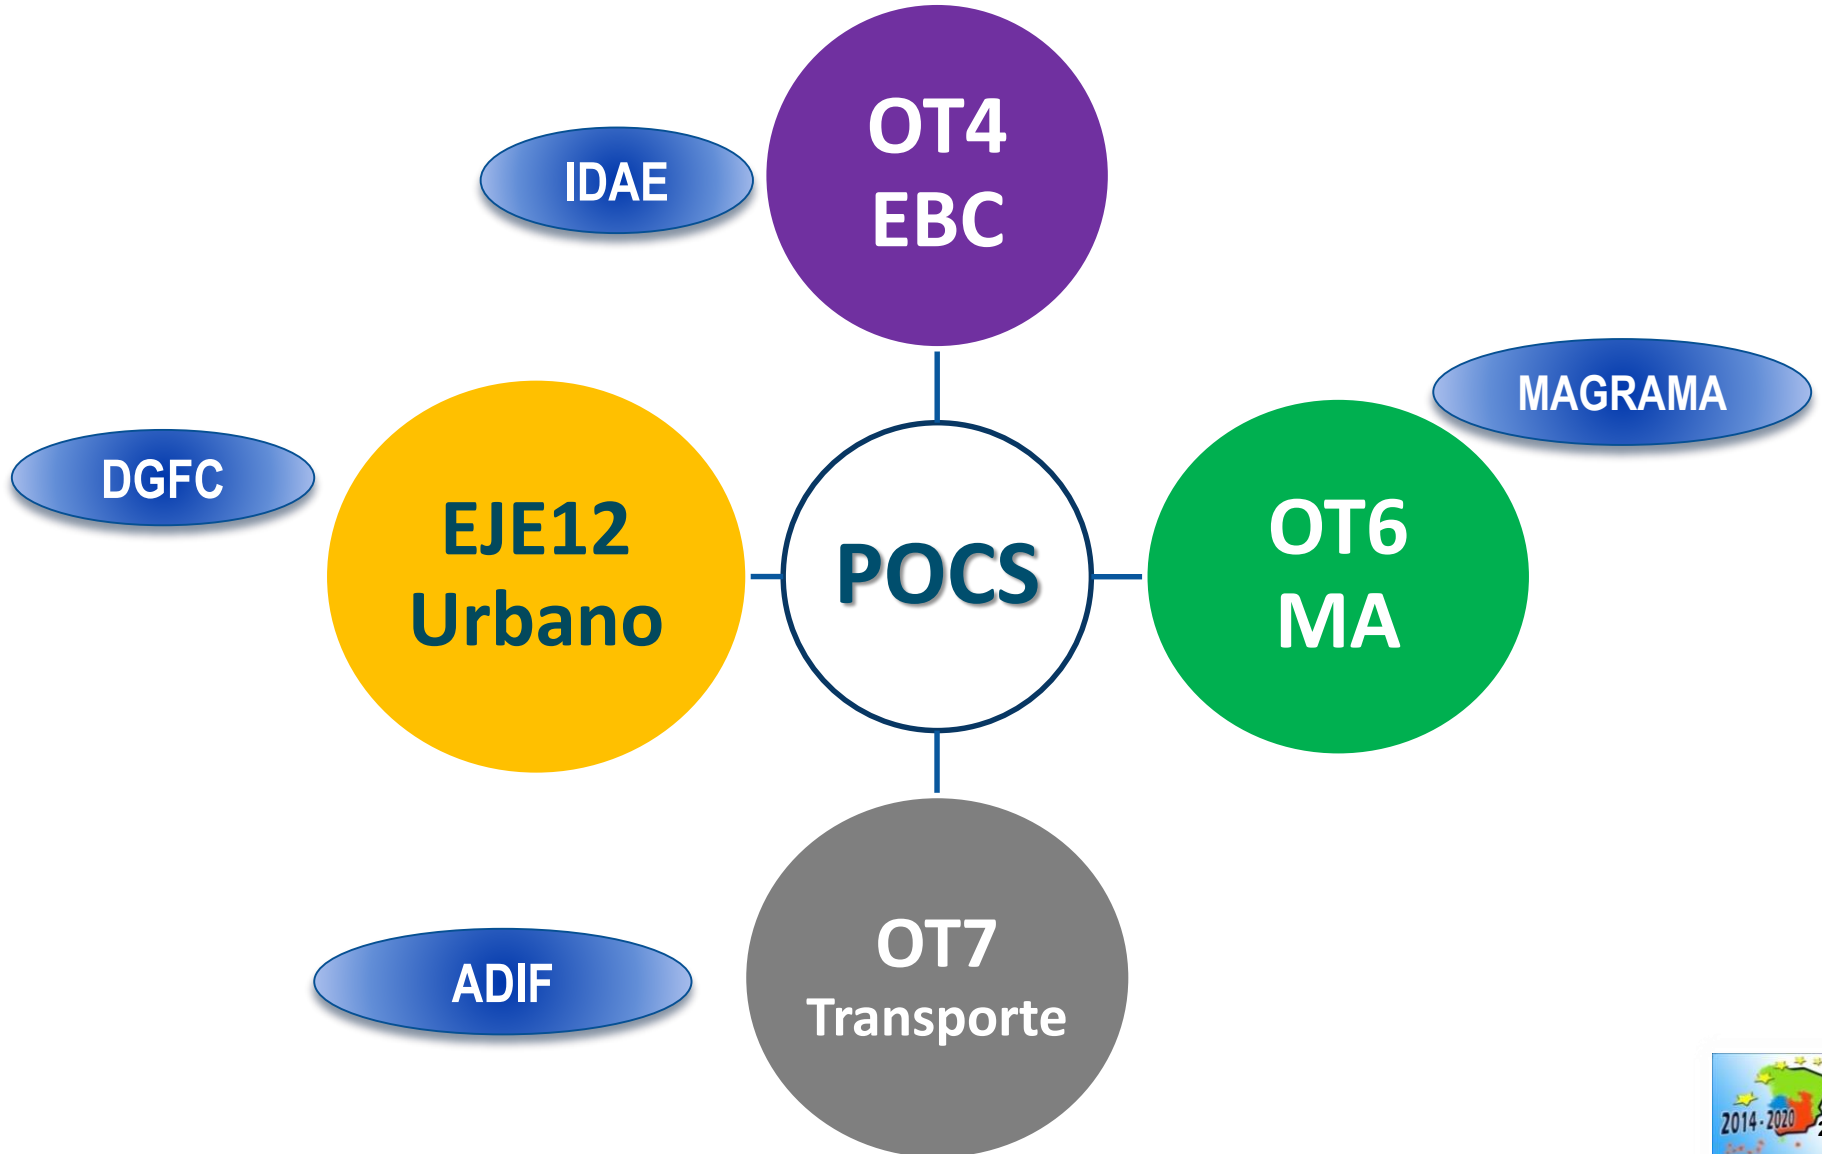 OT4
EBC
IDAE
MAGRAMA
DGFC
EJE12
Urbano
POCS
OT6
MA
ADIF
OT7
Transporte
2014-2020